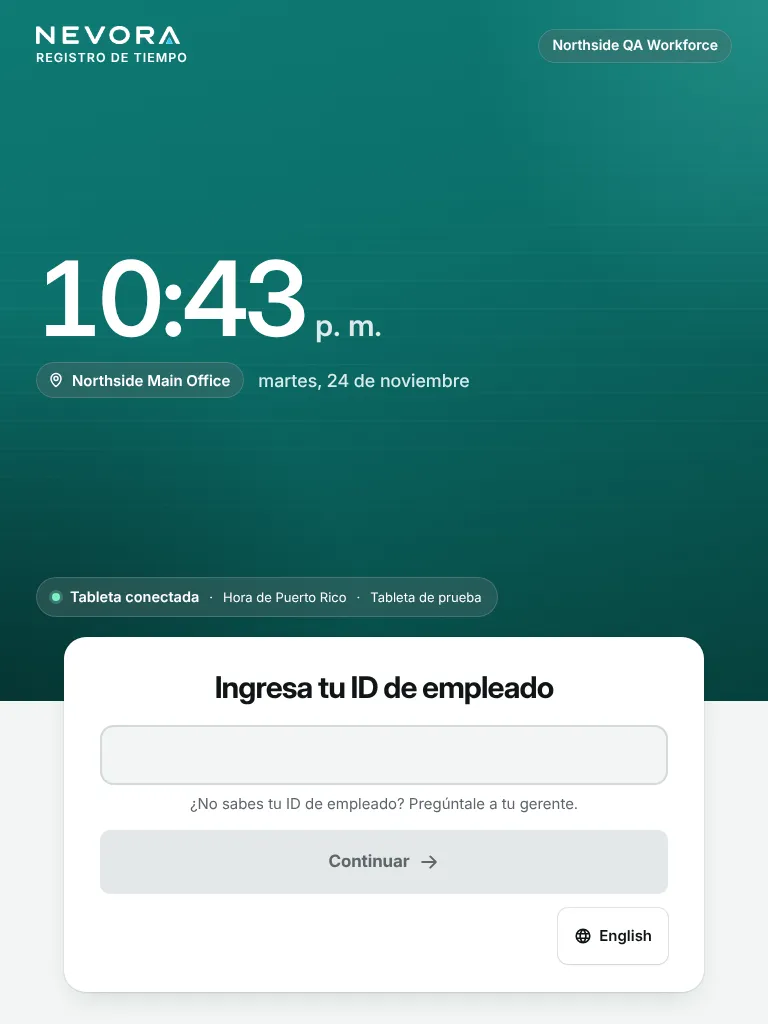 NEVORA
REGISTRO DE TIEMPO
Northside QA Workforce
10:43 p. m.
Northside Main Office
martes, 24 de noviembre
Tableta conectada · Hora de Puerto Rico · Tableta de prueba
Ingresa tu ID de empleado
¿No sabes tu ID de empleado? Pregúntale a tu gerente.
Continuar →
English